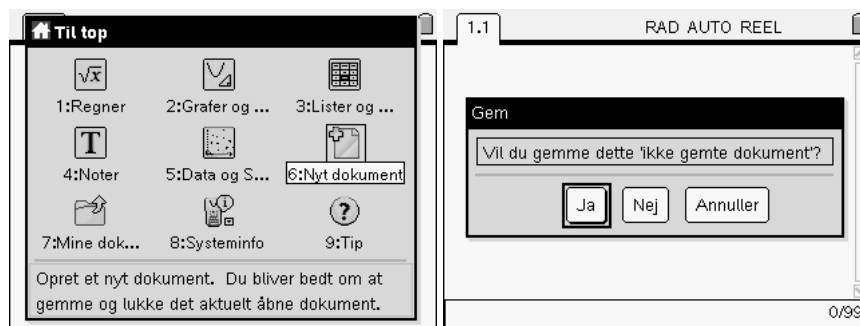 Til top
√x
1:Regner 2:Grafer og ... 3:Lister og ...
T
4:Noter 5:Data og S... 6:Nyt dokument
?
7:Mine dok... 8:Systeminfo 9:Tip
Opret et nyt dokument. Du bliver bedt om at
gemme og lukke det aktuelt åbne dokument.
1.1 RAD AUTO REEL
Gem
Vil du gemme dette 'ikke gemte dokument'?
Ja Nej Annuller
0/99